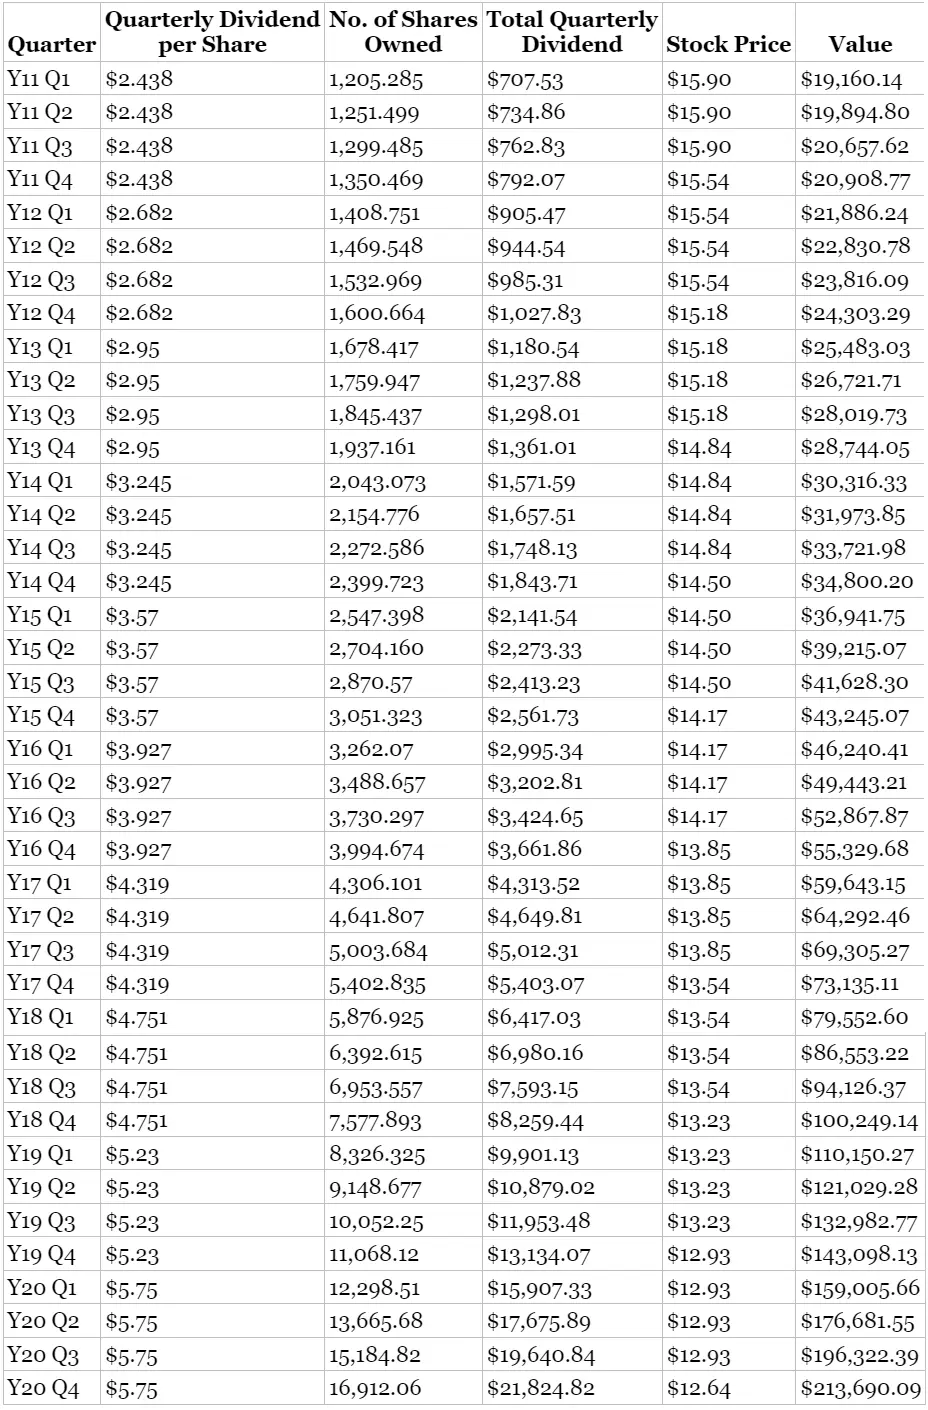 Quarter Quarterly Dividend per Share No. of Shares Owned Total Quarterly Dividend Stock Price Value
Y11 Q1 $2.438 1,205.285 $707.53 $15.90 $19,160.14
Y11 Q2 $2.438 1,251.499 $734.86 $15.90 $19,894.80
Y11 Q3 $2.438 1,299.485 $762.83 $15.90 $20,657.62
Y11 Q4 $2.438 1,350.469 $792.07 $15.54 $20,908.77
Y12 Q1 $2.682 1,408.751 $905.47 $15.54 $21,886.24
Y12 Q2 $2.682 1,469.548 $944.54 $15.54 $22,830.78
Y12 Q3 $2.682 1,532.969 $985.31 $15.54 $23,816.09
Y12 Q4 $2.682 1,600.664 $1,027.83 $15.18 $24,303.29
Y13 Q1 $2.95 1,678.417 $1,180.54 $15.18 $25,483.03
Y13 Q2 $2.95 1,759.947 $1,237.88 $15.18 $26,721.71
Y13 Q3 $2.95 1,845.437 $1,298.01 $15.18 $28,019.73
Y13 Q4 $2.95 1,937.161 $1,361.01 $14.84 $28,744.05
Y14 Q1 $3.245 2,043.073 $1,571.59 $14.84 $30,316.33
Y14 Q2 $3.245 2,154.776 $1,657.51 $14.84 $31,973.85
Y14 Q3 $3.245 2,272.586 $1,748.13 $14.84 $33,721.98
Y14 Q4 $3.245 2,399.723 $1,843.71 $14.50 $34,800.20
Y15 Q1 $3.57 2,547.398 $2,141.54 $14.50 $36,941.75
Y15 Q2 $3.57 2,704.160 $2,273.33 $14.50 $39,215.07
Y15 Q3 $3.57 2,870.57 $2,413.23 $14.50 $41,628.30
Y15 Q4 $3.57 3,051.323 $2,561.73 $14.17 $43,245.07
Y16 Q1 $3.927 3,262.07 $2,995.34 $14.17 $46,240.41
Y16 Q2 $3.927 3,488.657 $3,202.81 $14.17 $49,443.21
Y16 Q3 $3.927 3,730.297 $3,424.65 $14.17 $52,867.87
Y16 Q4 $3.927 3,994.674 $3,661.86 $13.85 $55,329.68
Y17 Q1 $4.319 4,306.101 $4,313.52 $13.85 $59,643.15
Y17 Q2 $4.319 4,641.807 $4,649.81 $13.85 $64,292.46
Y17 Q3 $4.319 5,003.684 $5,012.31 $13.85 $69,305.27
Y17 Q4 $4.319 5,402.835 $5,403.07 $13.54 $73,135.11
Y18 Q1 $4.751 5,876.925 $6,417.03 $13.54 $79,552.60
Y18 Q2 $4.751 6,392.615 $6,980.16 $13.54 $86,553.22
Y18 Q3 $4.751 6,953.557 $7,593.15 $13.54 $94,126.37
Y18 Q4 $4.751 7,577.893 $8,259.44 $13.23 $100,249.14
Y19 Q1 $5.23 8,326.325 $9,901.13 $13.23 $110,150.27
Y19 Q2 $5.23 9,148.677 $10,879.02 $13.23 $121,029.28
Y19 Q3 $5.23 10,052.25 $11,953.48 $13.23 $132,982.77
Y19 Q4 $5.23 11,068.12 $13,134.07 $12.93 $143,098.13
Y20 Q1 $5.75 12,298.51 $15,907.33 $12.93 $159,005.66
Y20 Q2 $5.75 13,665.68 $17,675.89 $12.93 $176,681.55
Y20 Q3 $5.75 15,184.82 $19,640.84 $12.93 $196,322.39
Y20 Q4 $5.75 16,912.06 $21,824.82 $12.64 $213,690.09